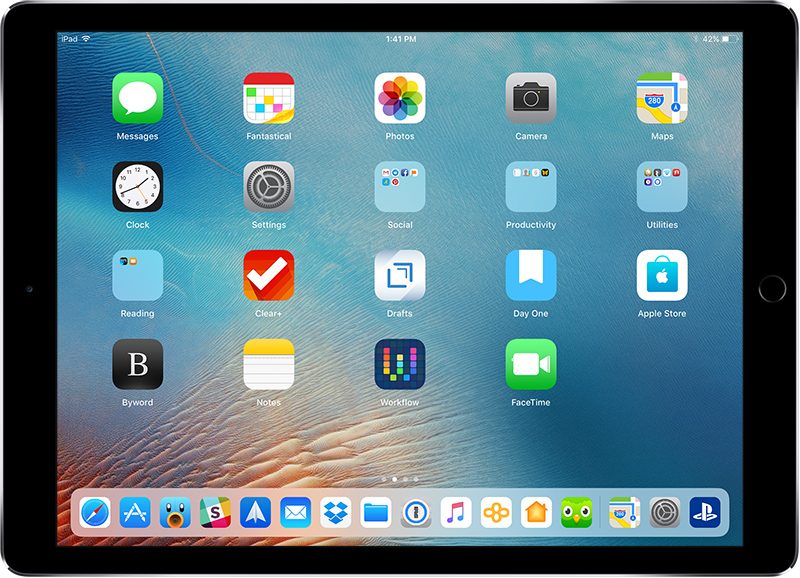 iPad 1:41 PM 42%
Messages Fantastical Photos Camera Maps
280
Clock Settings Social Productivity Utilities
Reading Clear+ Drafts Day One Apple Store
B
Byword Notes Workflow FaceTime
280